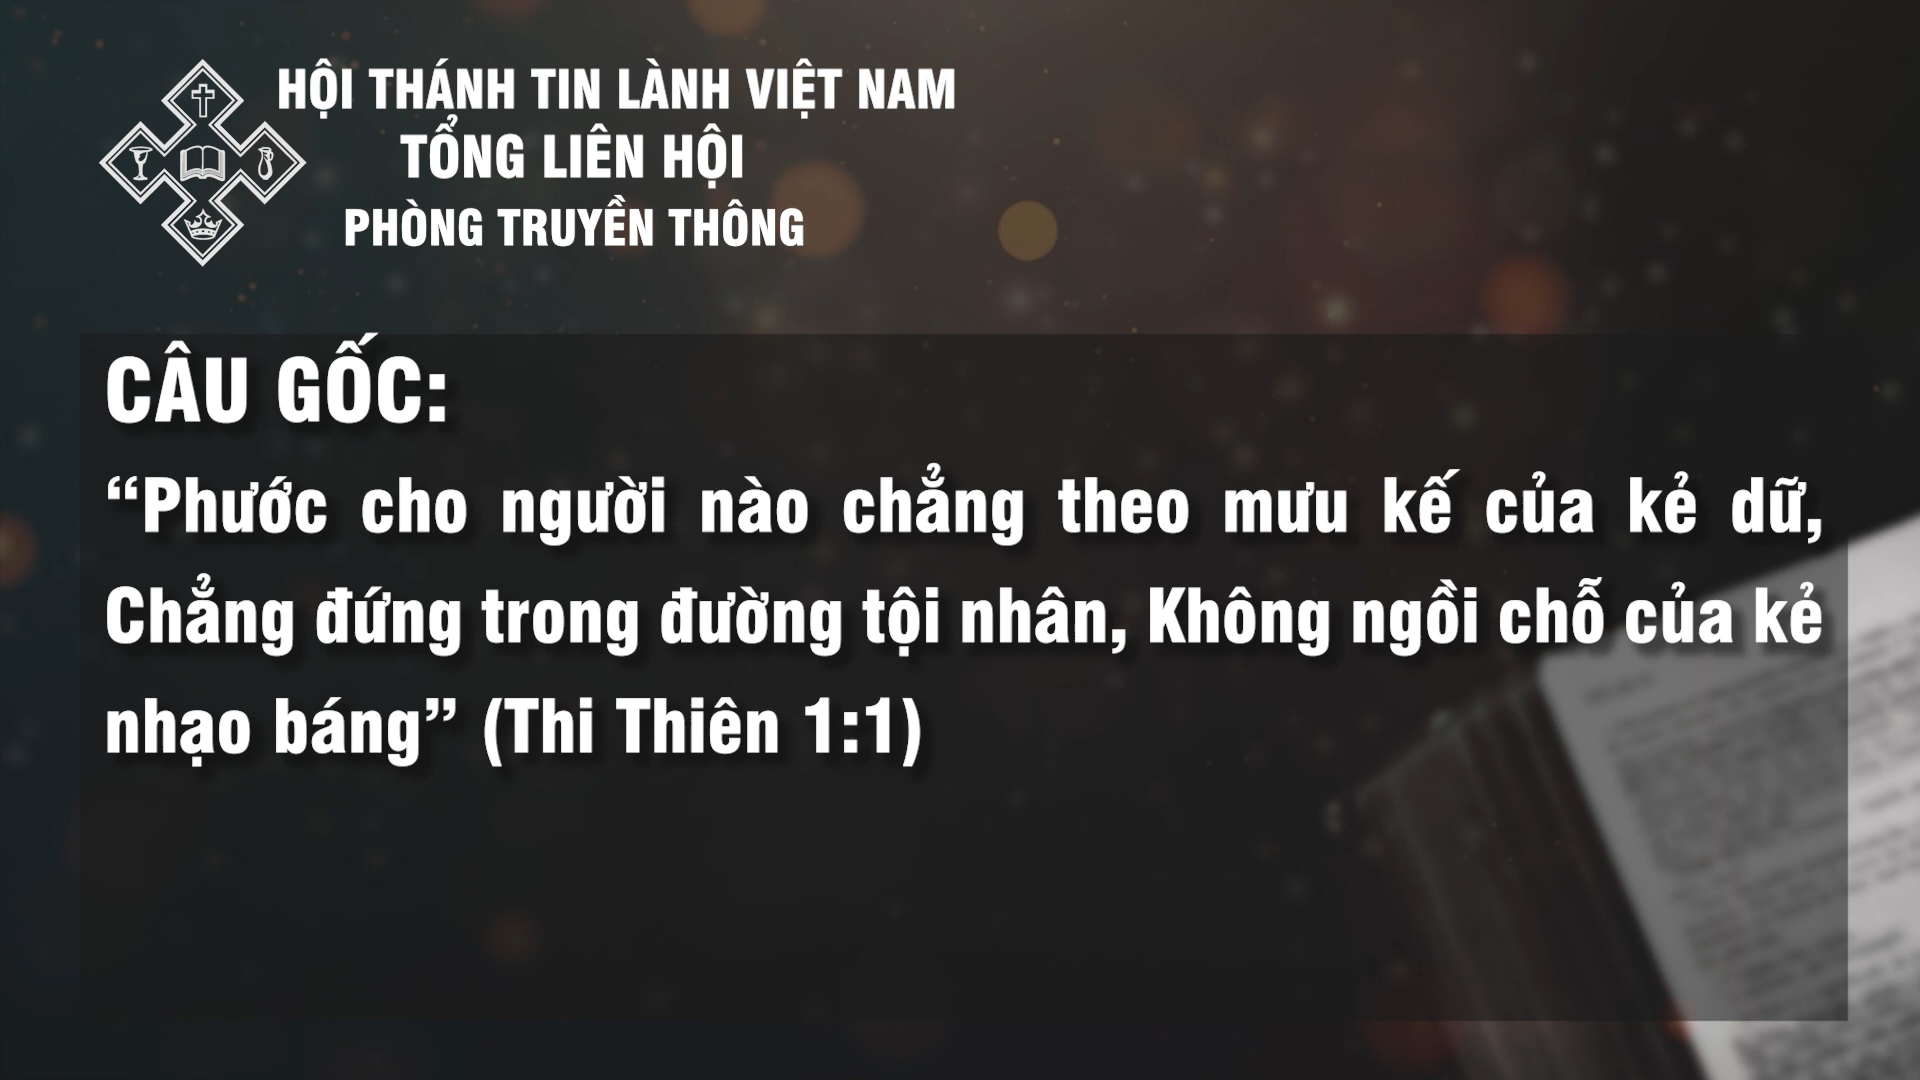 HỘI THÁNH TIN LÀNH VIỆT NAM
TỔNG LIÊN HỘI
PHÒNG TRUYỀN THÔNG
CÂU GỐC:
“Phước cho người nào chẳng theo mưu kế của kẻ dữ,
Chẳng đứng trong đường tội nhân, Không ngồi chỗ của kẻ
nhạo báng” (Thi Thiên 1:1)